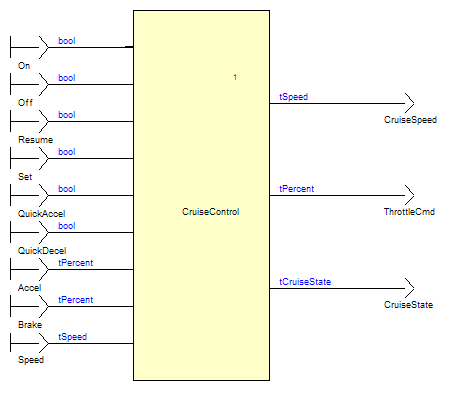 bool
On
bool
Off
bool
Resume
bool
Set
bool
QuickAccel
bool
QuickDecel
tPercent
Accel
tPercent
Brake
tSpeed
Speed
1
CruiseControl
tSpeed
CruiseSpeed
tPercent
ThrottleCmd
tCruiseState
CruiseState